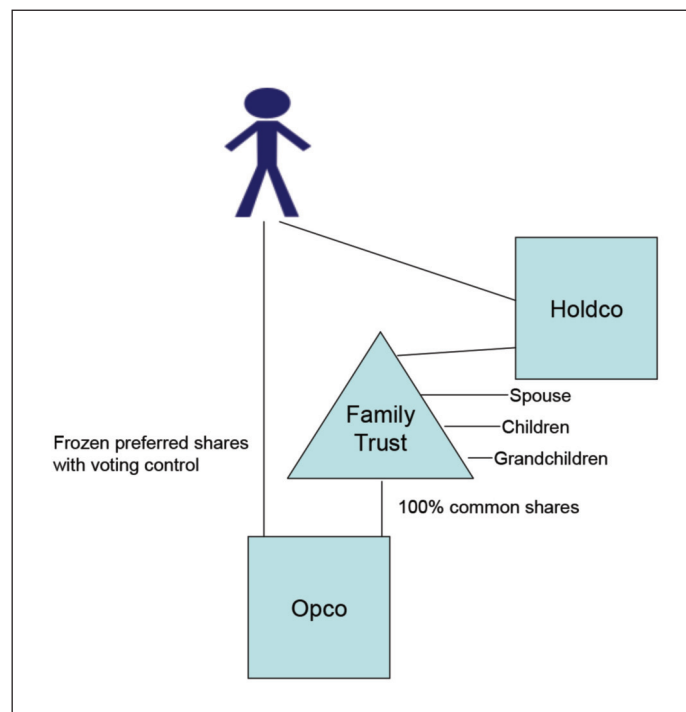 Holdco
Spouse
Family
Trust
Children
Frozen preferred shares
with voting control
Grandchildren
100% common shares
Opco